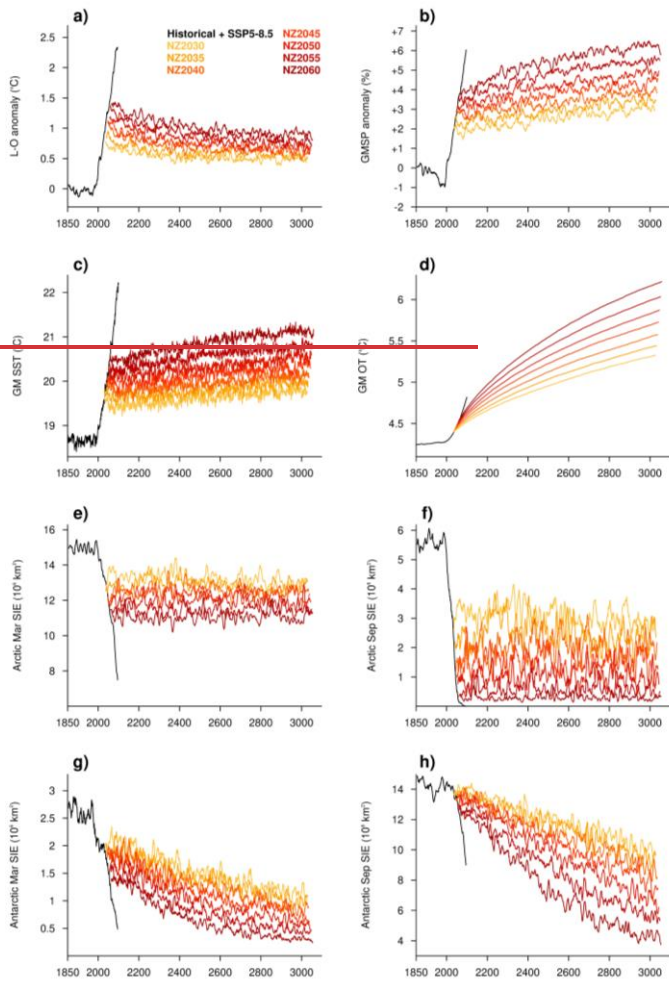 a)
Historical + SSP5-8.5
NZ2030
NZ2035
NZ2040
NZ2045
NZ2050
NZ2055
NZ2060
L-O anomaly (°C)
2.5
2
1.5
1
0.5
0
1850 2000 2200 2400 2600 2800 3000
b)
GMSP anomaly (%)
+7
+6
+5
+4
+3
+2
+1
0
-1
-2
1850 2000 2200 2400 2600 2800 3000
c)
GM SST (°C)
22
21
20
19
1850 2000 2200 2400 2600 2800 3000
d)
GM OT (°C)
6
5.5
5
4.5
1850 2000 2200 2400 2600 2800 3000
e)
Arctic Mar SIE (10⁶ km²)
16
14
12
10
8
1850 2000 2200 2400 2600 2800 3000
f)
Arctic Sep SIE (10⁶ km²)
6
5
4
3
2
1
1850 2000 2200 2400 2600 2800 3000
g)
Antarctic Mar SIE (10⁶ km²)
3
2.5
2
1.5
1
0.5
1850 2000 2200 2400 2600 2800 3000
h)
Antarctic Sep SIE (10⁶ km²)
14
12
10
8
6
4
1850 2000 2200 2400 2600 2800 3000